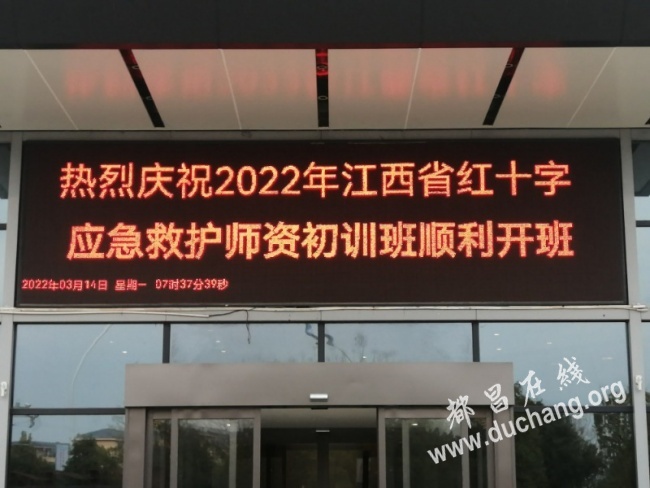 热烈庆祝2022年江西省红十字
应急救护师资初训班顺利开班
2022年03月14日 星期一 07时37分39秒
都昌在线
www.duchang.org